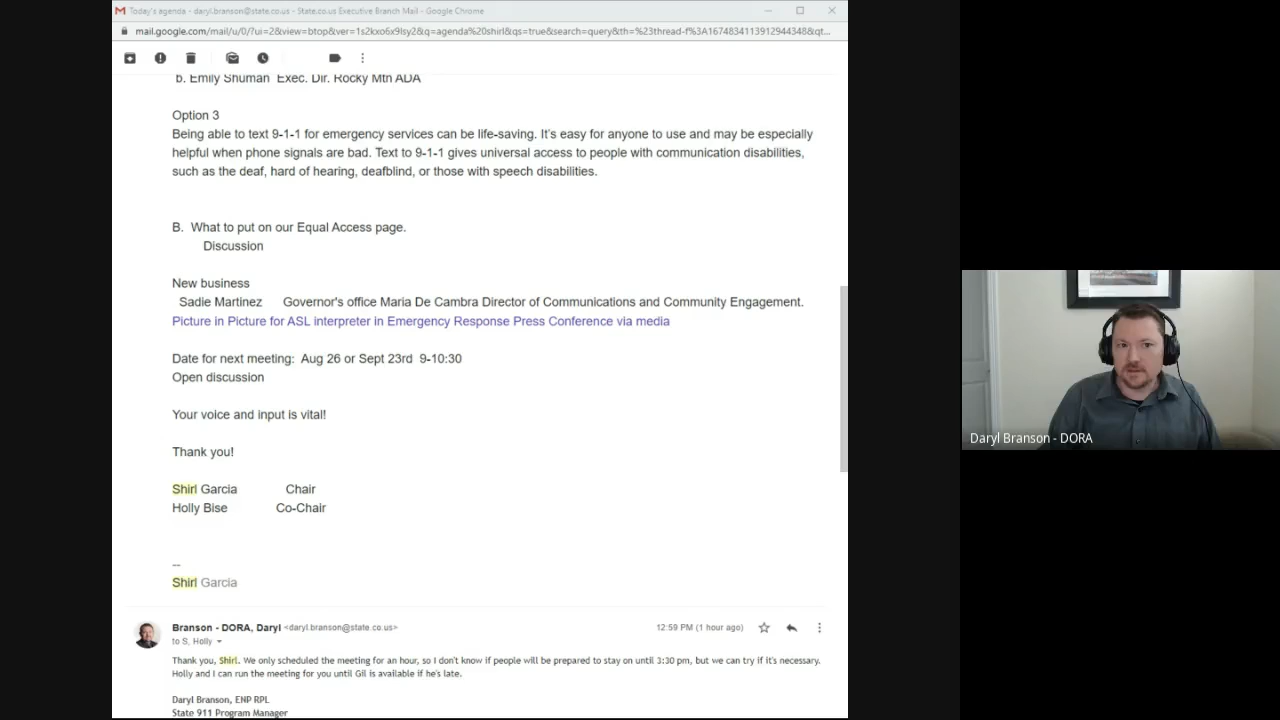 Today's agenda - daryl.branson@state.co.us - State.co.us Executive Branch Mail - Google Chrome
mail.google.com/mail/u/0/?ui=2&view=btop&ver=1s2kxo6x9lsy2&q=agenda%20shirl&qs=true&search=query&th=%23thread-f%3A1674834113912944348&qt...
b. Emily Shuman Exec. Dir. Rocky Mtn ADA
Option 3
Being able to text 9-1-1 for emergency services can be life-saving. It's easy for anyone to use and may be especially
helpful when phone signals are bad. Text to 9-1-1 gives universal access to people with communication disabilities,
such as the deaf, hard of hearing, deafblind, or those with speech disabilities.
B. What to put on our Equal Access page.
Discussion
New business
Sadie Martinez Governor's office Maria De Cambra Director of Communications and Community Engagement.
Picture in Picture for ASL interpreter in Emergency Response Press Conference via media
Date for next meeting: Aug 26 or Sept 23rd 9-10:30
Open discussion
Your voice and input is vital!
Thank you!
Shirl Garcia Chair
Holly Bise Co-Chair
--
Shirl Garcia
Branson - DORA, Daryl <daryl.branson@state.co.us> 12:59 PM (1 hour ago)
to S, Holly
Thank you, Shirl. We only scheduled the meeting for an hour, so I don't know if people will be prepared to stay on until 3:30 pm, but we can try if it's necessary.
Holly and I can run the meeting for you until Gil is available if he's late.
Daryl Branson, ENP RPL
State 911 Program Manager
Daryl Branson - DORA